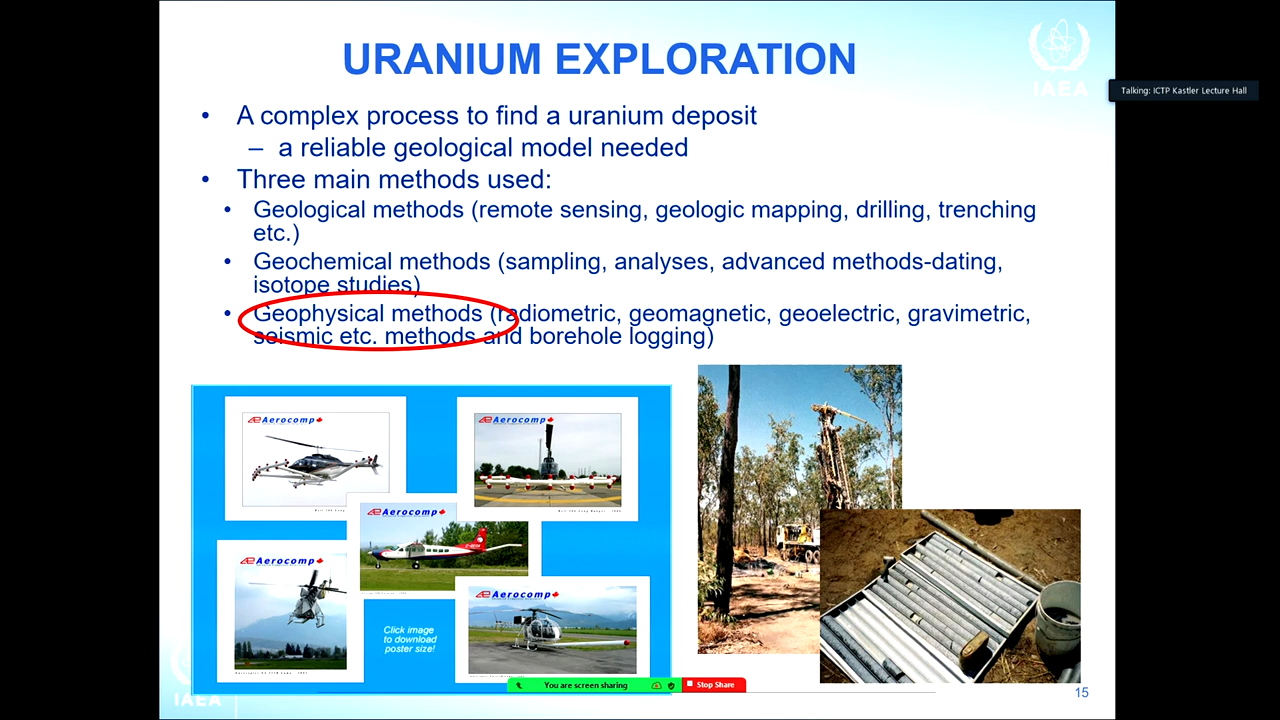 URANIUM EXPLORATION
IAEA
Talking: ICTP Kastler Lecture Hall
• A complex process to find a uranium deposit
– a reliable geological model needed
• Three main methods used:
• Geological methods (remote sensing, geologic mapping, drilling, trenching
etc.)
• Geochemical methods (sampling, analyses, advanced methods-dating,
isotope studies)
• Geophysical methods (radiometric, geomagnetic, geoelectric, gravimetric,
seismic etc. methods and borehole logging)
Aerocomp
Aerocomp
Aerocomp
Aerocomp
Aerocomp
Click image
to download
poster size!
You are screen sharing
Stop Share
IAEA
15